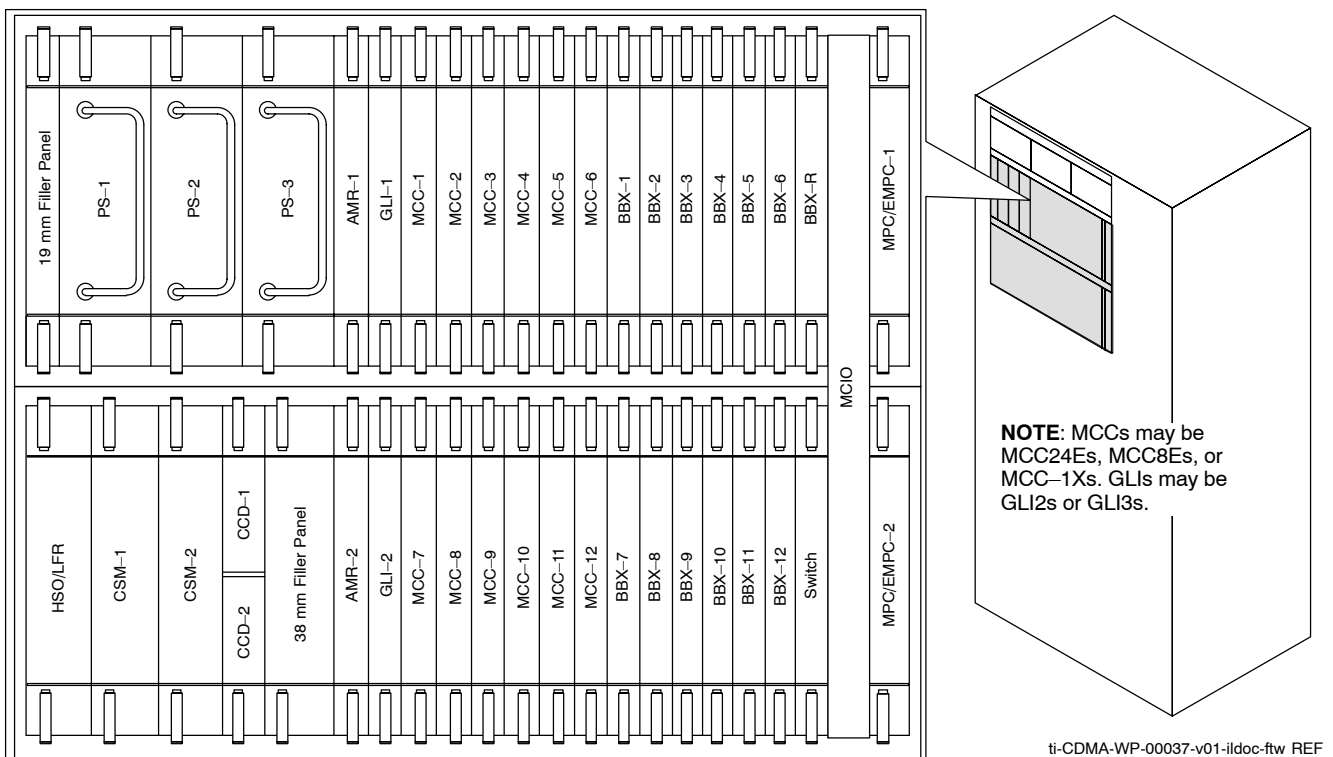 19 mm Filler Panel
PS–1
PS–2
PS–3
AMR–1
GLI–1
MCC–1
MCC–2
MCC–3
MCC–4
MCC–5
MCC–6
BBX–1
BBX–2
BBX–3
BBX–4
BBX–5
BBX–6
BBX–R
MCIO
MPC/EMPC–1
HSO/LFR
CSM–1
CSM–2
CCD–1
CCD–2
38 mm Filler Panel
AMR–2
GLI–2
MCC–7
MCC–8
MCC–9
MCC–10
MCC–11
MCC–12
BBX–7
BBX–8
BBX–9
BBX–10
BBX–11
BBX–12
Switch
MPC/EMPC–2
NOTE: MCCs may be
MCC24Es, MCC8Es, or
MCC–1Xs. GLIs may be
GLI2s or GLI3s.
ti-CDMA-WP-00037-v01-ildoc-ftw REF